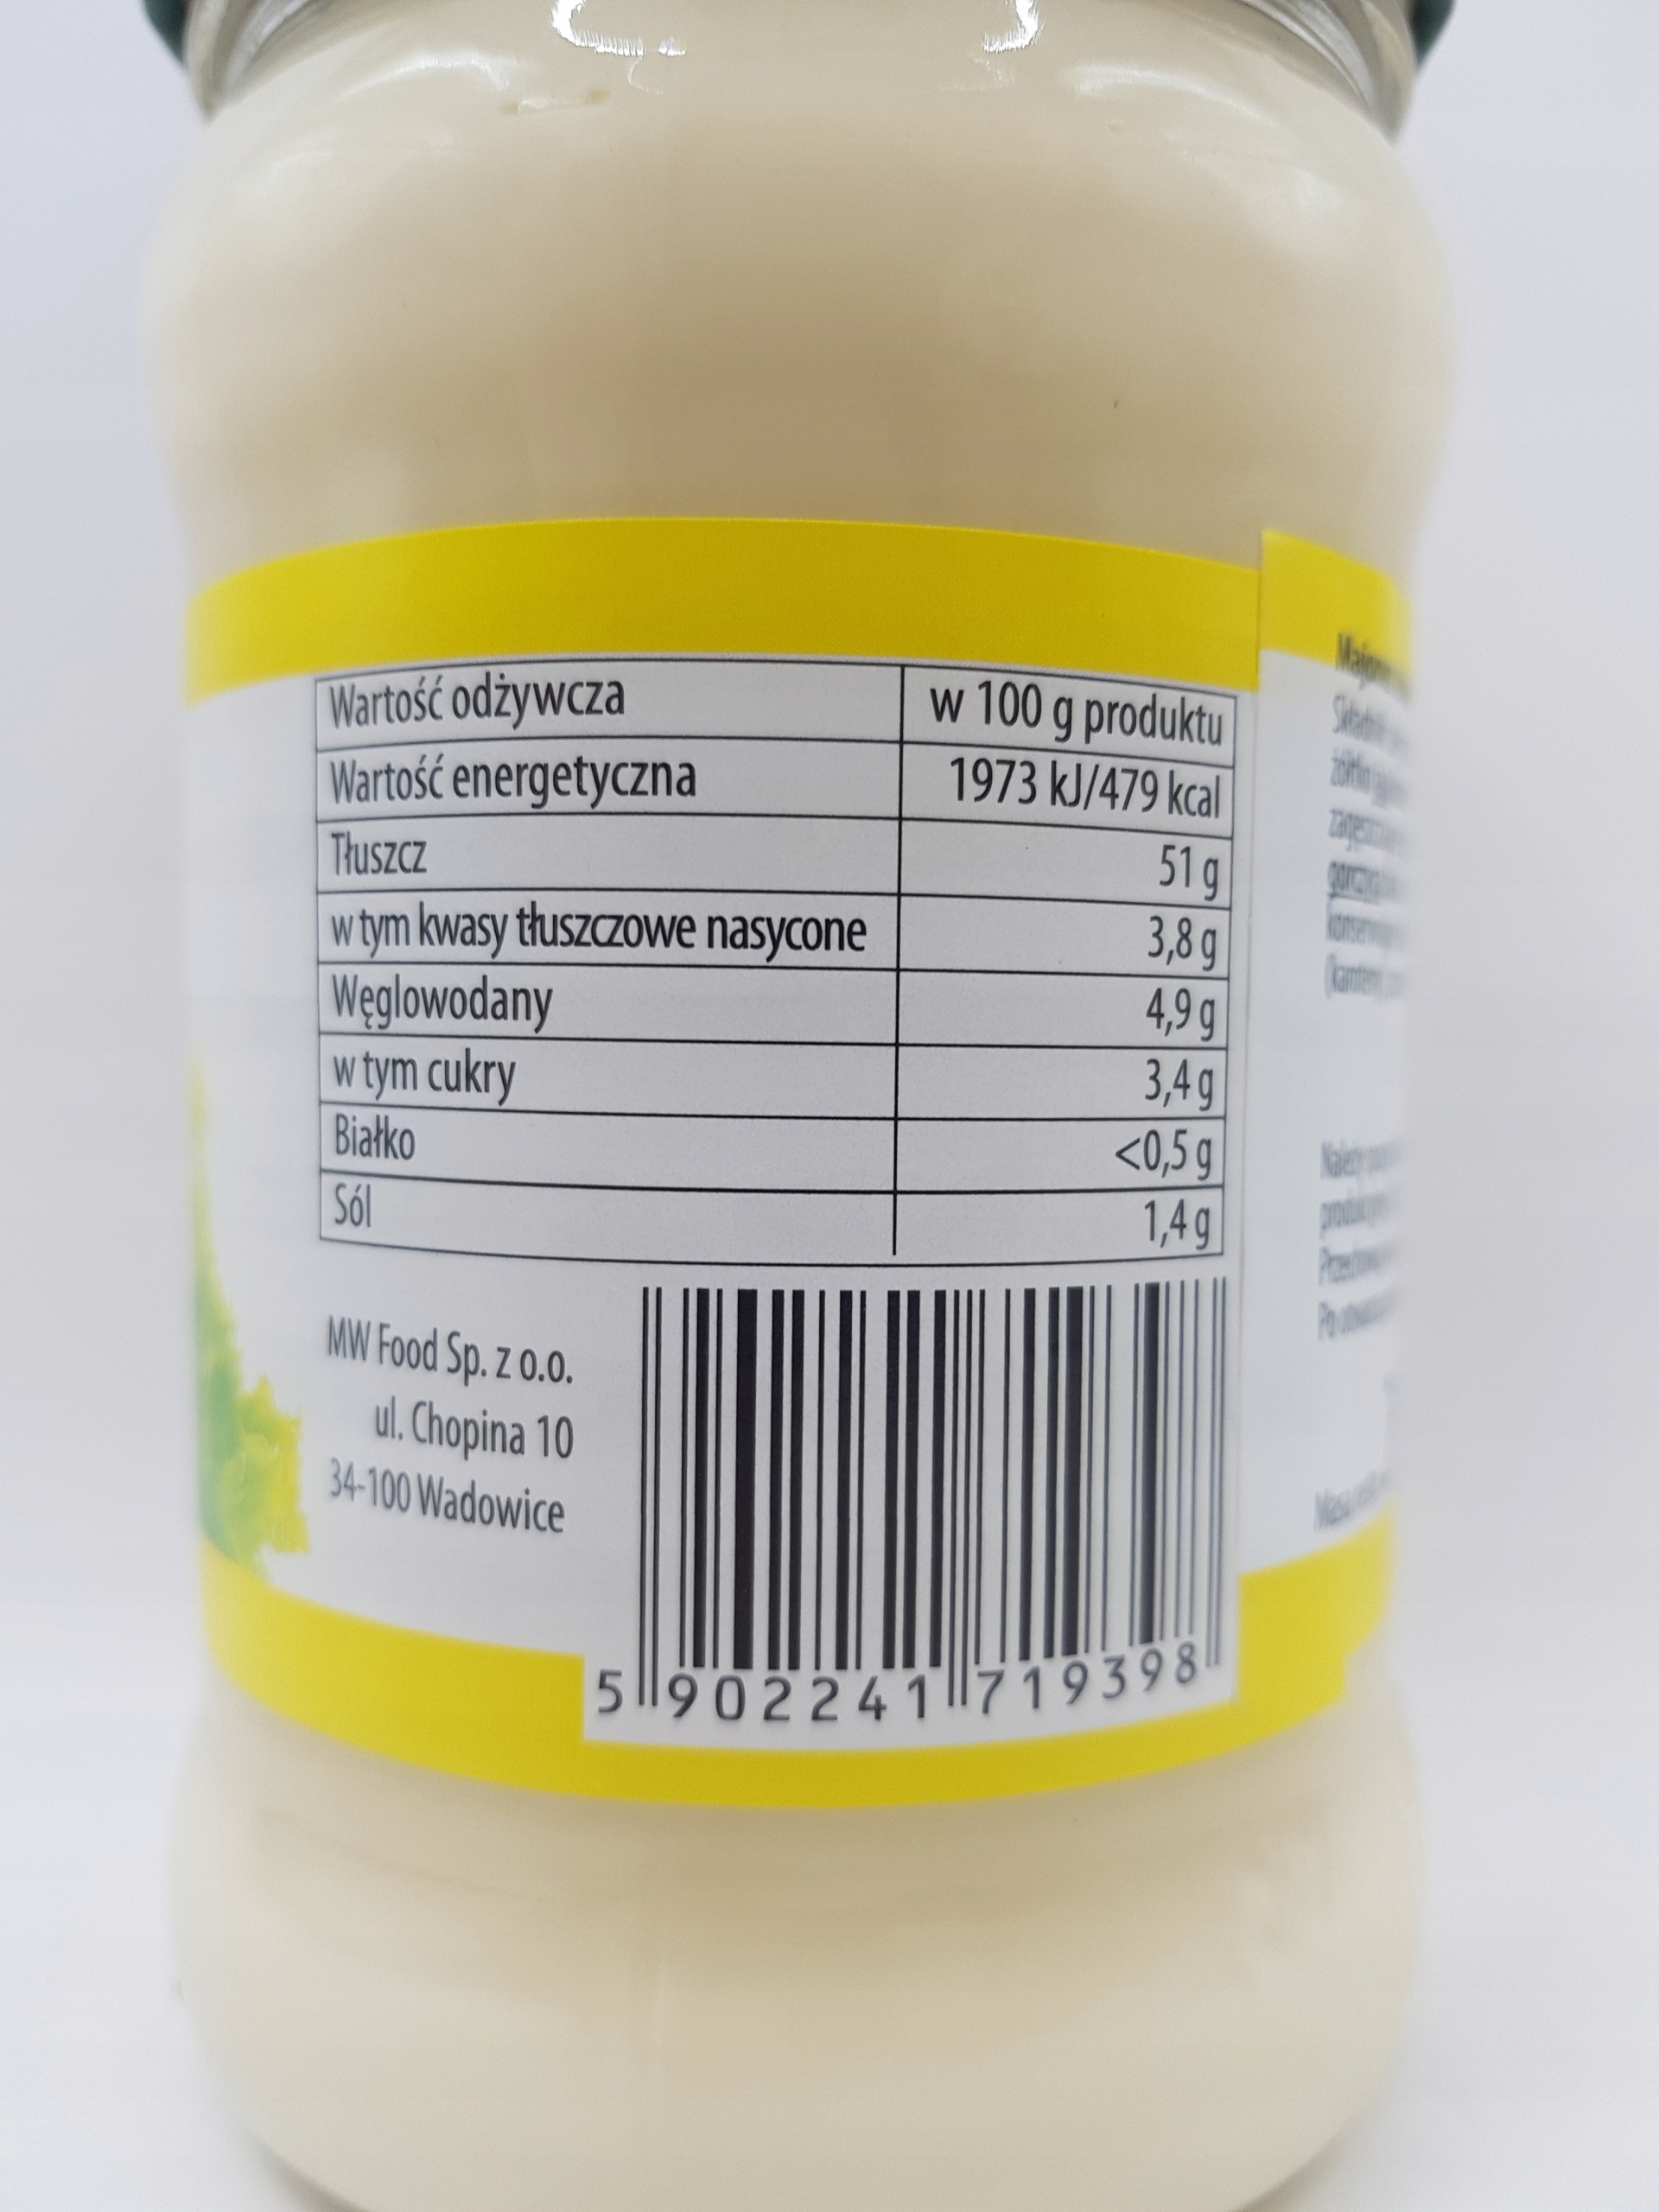 Wartość odżywcza w 100 g produktu
Wartość energetyczna 1973 kJ/479 kcal
Tłuszcz 51 g
w tym kwasy tłuszczowe nasycone 3,8 g
Węglowodany 4,9 g
w tym cukry 3,4 g
Białko <0,5 g
Sól 1,4 g
MW Food Sp. z o.o.
ul. Chopina 10
34-100 Wadowice
5 902241 719398